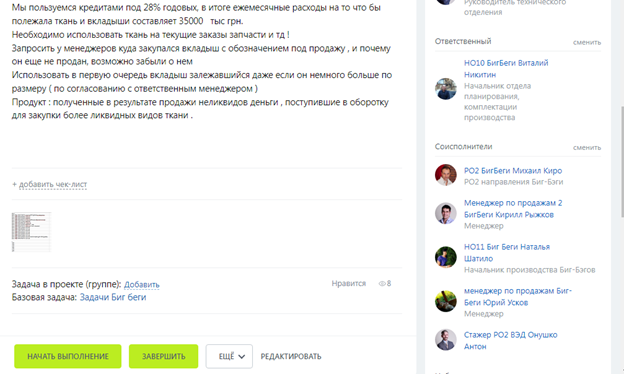 Мы пользуемся кредитами под 28% годовых, в итоге ежемесячные расходы на то что бы
полежала ткань и вкладыши составляет 35000 тыс грн.
Необходимо использовать ткань на текущие заказы запчасти и тд !
Запросить у менеджеров куда закупался вкладыш с обозначением под продажу , и почему
он еще не продан, возможно забыли о нем
Использовать в первую очередь вкладыш залежавшийся даже если он немного больше по
размеру ( по согласованию с ответственным менеджером )
Продукт : полученные в результате продажи неликвидов деньги , поступившие в оборотку
для закупки более ликвидных видов ткани .
+ добавить чек-лист
Задача в проекте (группе): Добавить
Нравится 8
Базовая задача: Задачи Биг беги
НАЧАТЬ ВЫПОЛНЕНИЕ ЗАВЕРШИТЬ ЕЩЁ РЕДАКТИРОВАТЬ
Руководитель технического
отделения
Ответственный сменить
НО10 БигБеги Виталий
Никитин
Начальник отдела
планирования,
комплектации
производства
Соисполнители сменить
РО2 БигБеги Михаил Киро
РО2 направления Биг-Бэги
Менеджер по продажам 2
БигБеги Кирилл Рыжков
Менеджер
НО11 Биг Беги Наталья
Шатило
Начальник производства Биг-Бэгов
менеджер по продажам Биг-
Беги Юрий Усков
Менеджер
Стажер РО2 ВЭД Онушко
Антон